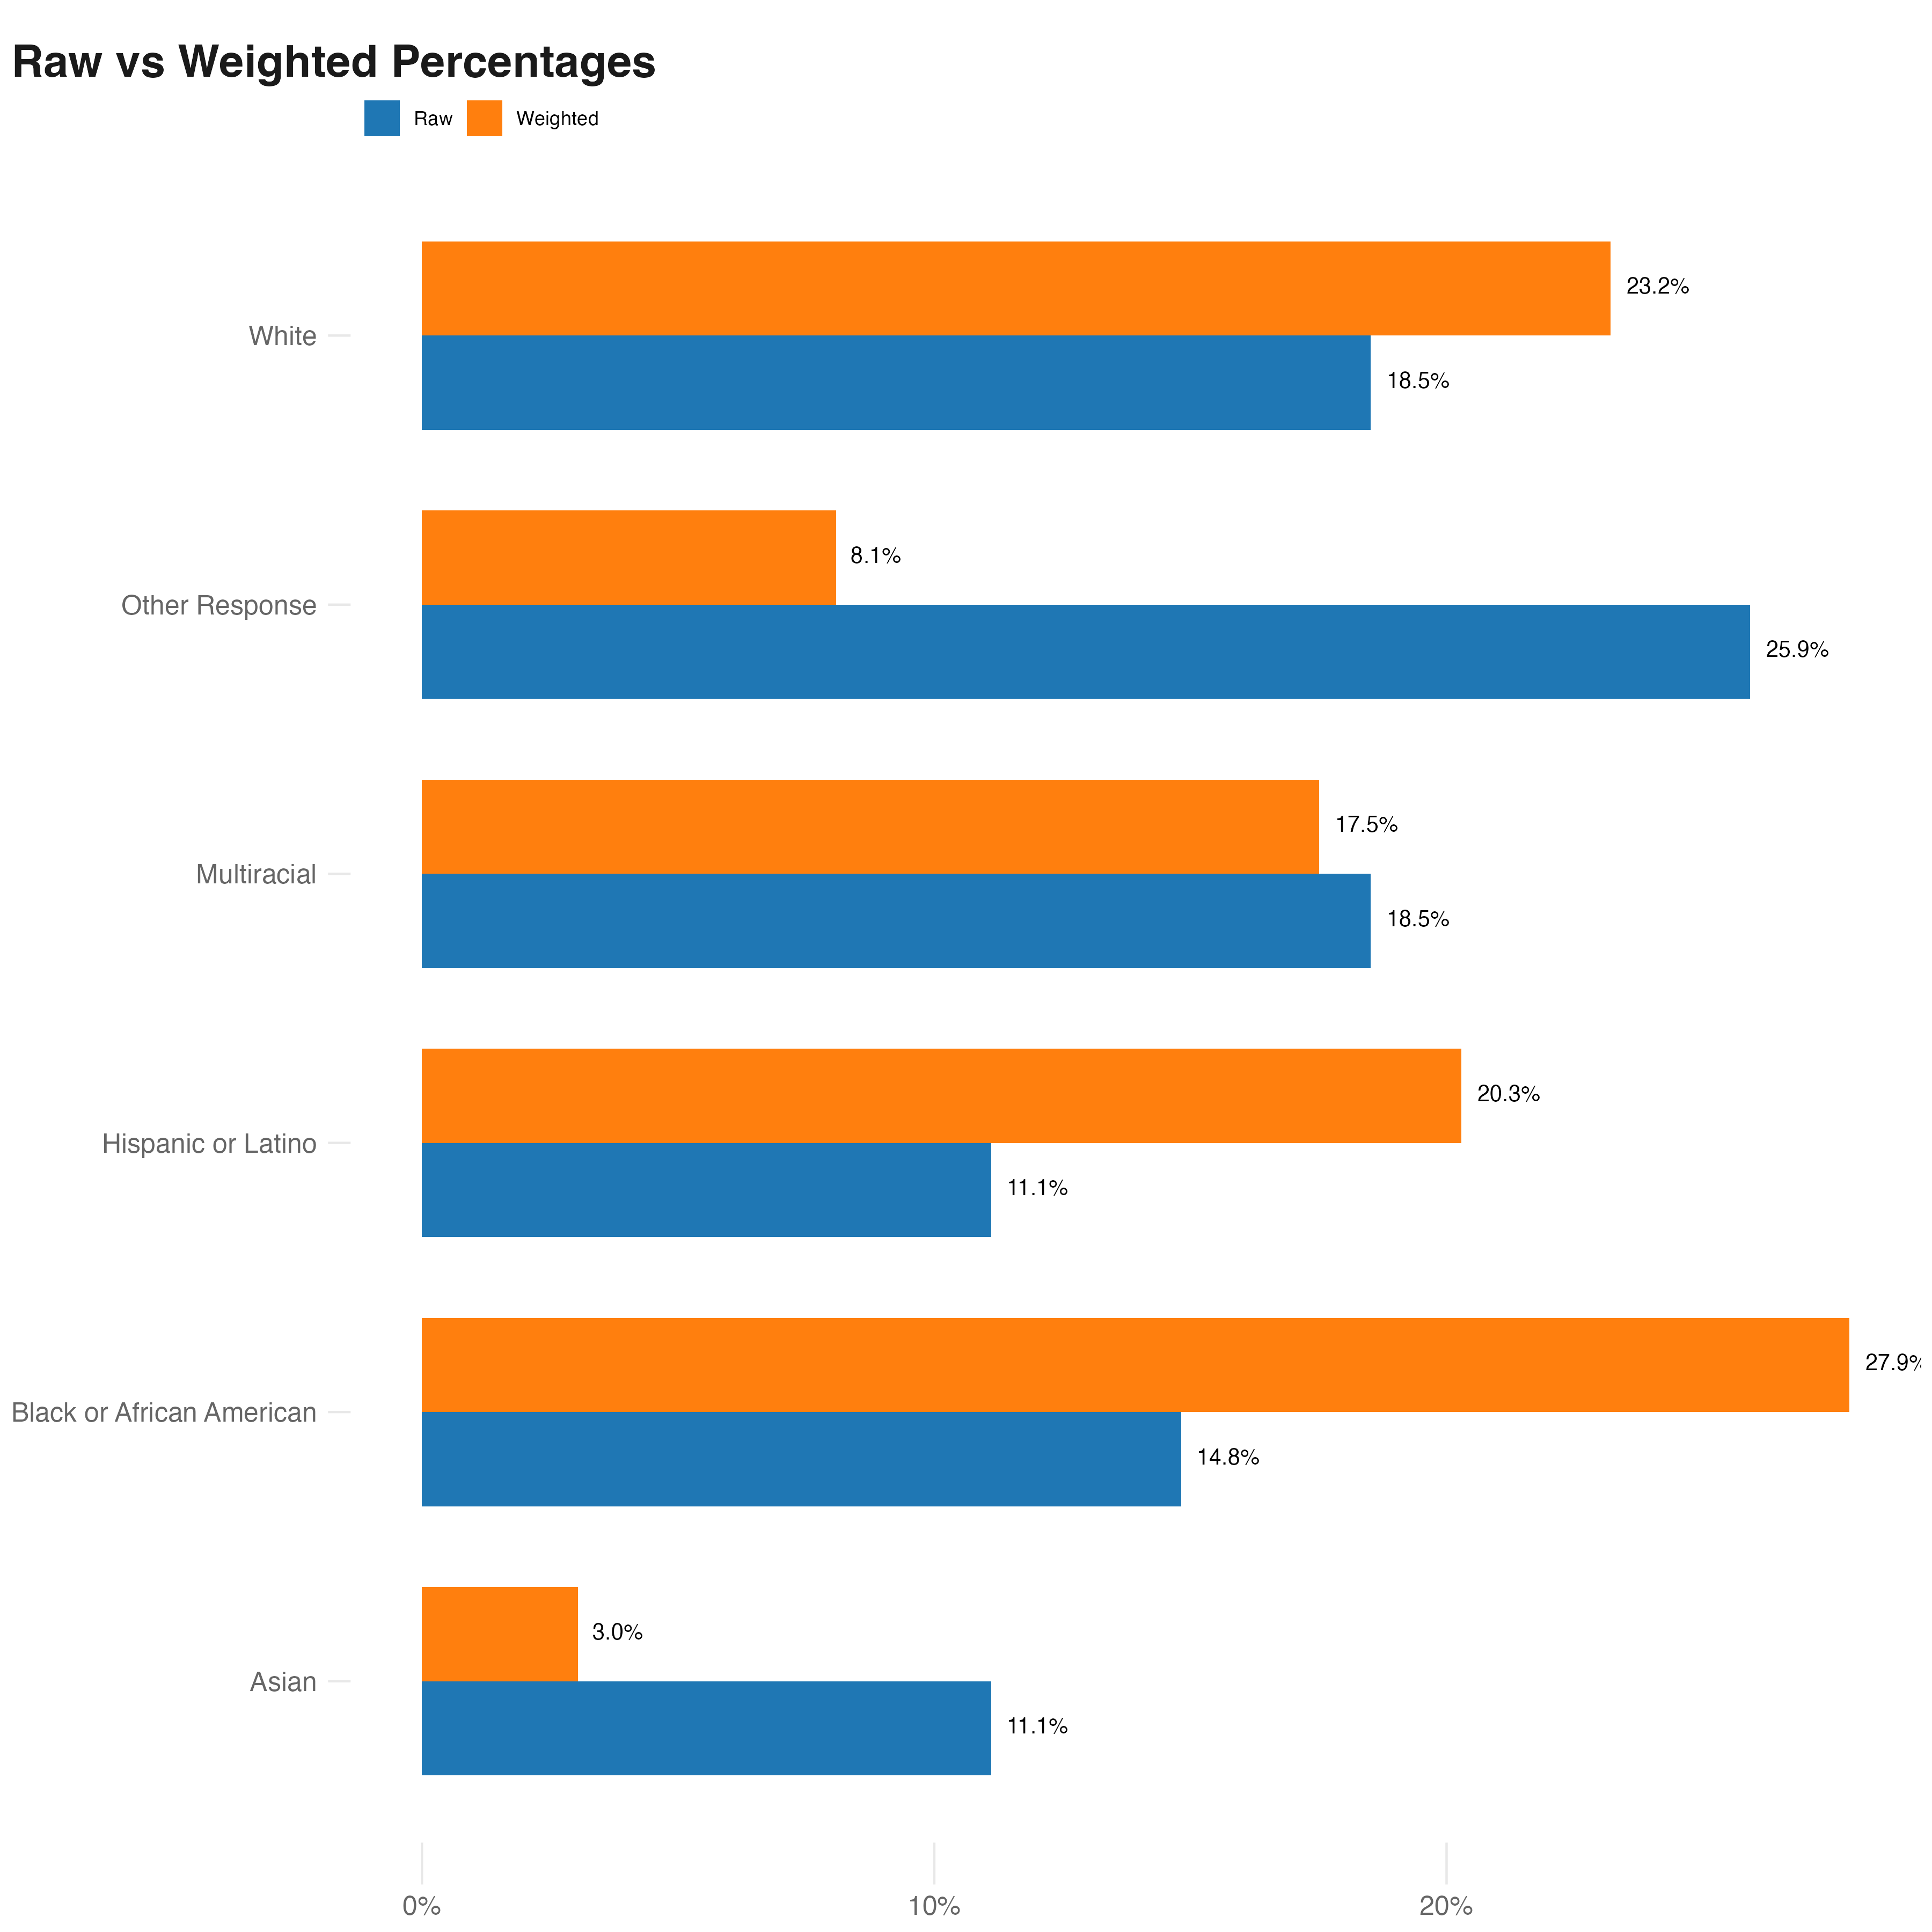 Raw vs Weighted Percentages
Raw Weighted
White
23.2%
18.5%
Other Response
8.1%
25.9%
Multiracial
17.5%
18.5%
Hispanic or Latino
20.3%
11.1%
Black or African American
27.9%
14.8%
Asian
3.0%
11.1%
0% 10% 20%